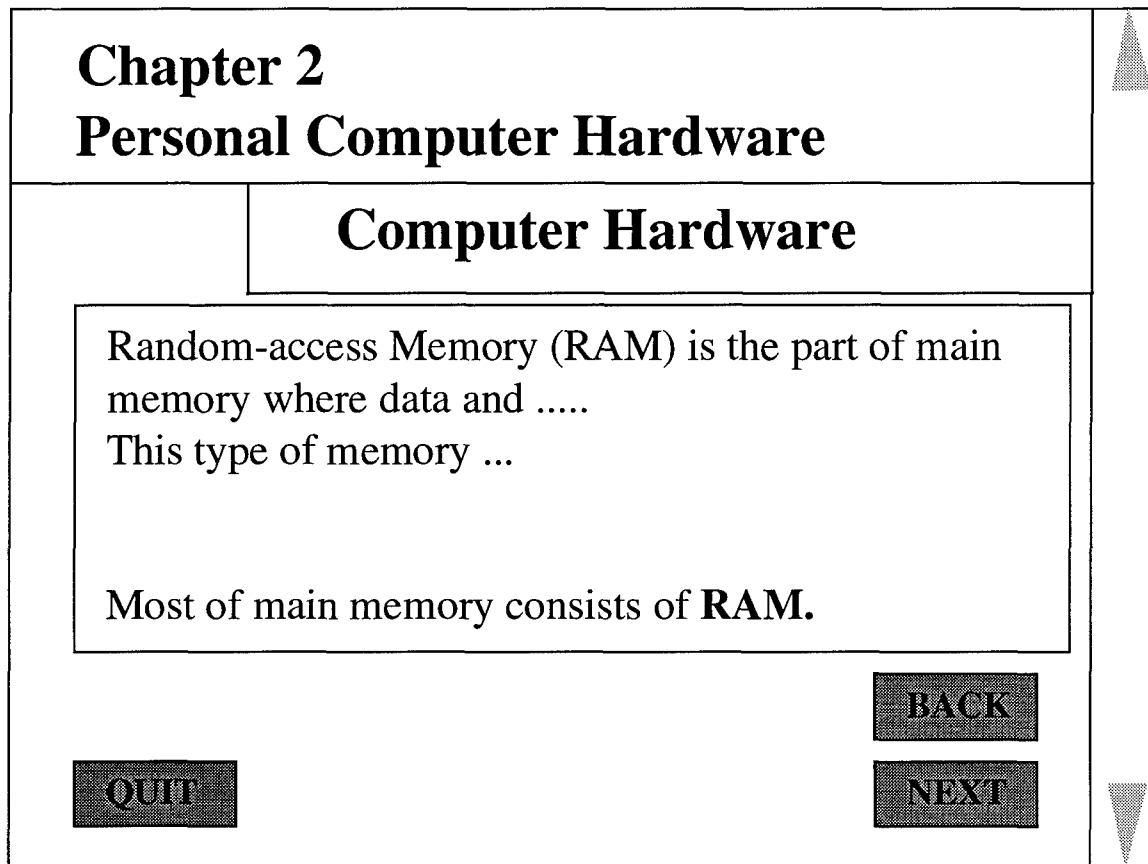 Chapter 2
Personal Computer Hardware
Computer Hardware
Random-access Memory (RAM) is the part of main
memory where data and .....
This type of memory ...
Most of main memory consists of RAM.
BACK
QUIT
NEXT